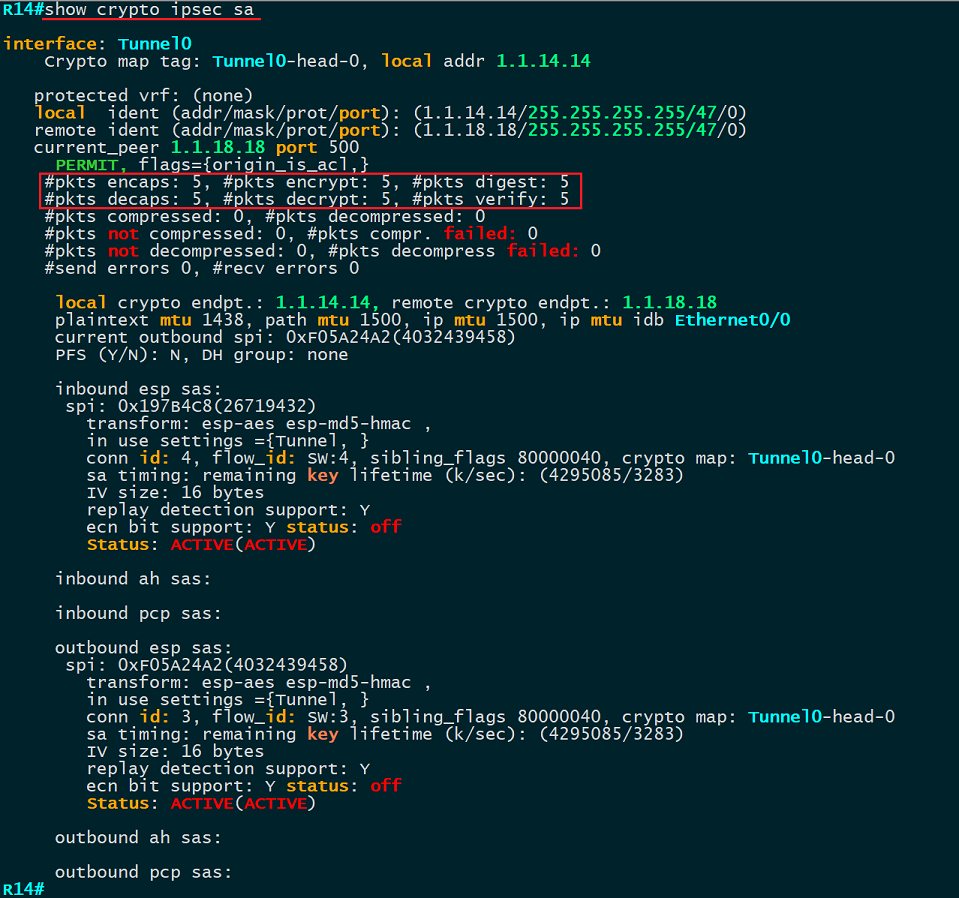 R14#show crypto ipsec sa
interface: Tunnel0
Crypto map tag: Tunnel0-head-0, local addr 1.1.14.14
protected vrf: (none)
local ident (addr/mask/prot/port): (1.1.14.14/255.255.255.255/47/0)
remote ident (addr/mask/prot/port): (1.1.18.18/255.255.255.255/47/0)
current_peer 1.1.18.18 port 500
PERMIT, flags={origin_is_acl,}
#pkts encaps: 5, #pkts encrypt: 5, #pkts digest: 5
#pkts decaps: 5, #pkts decrypt: 5, #pkts verify: 5
#pkts compressed: 0, #pkts decompressed: 0
#pkts not compressed: 0, #pkts compr. failed: 0
#pkts not decompressed: 0, #pkts decompress failed: 0
#send errors 0, #recv errors 0
local crypto endpt.: 1.1.14.14, remote crypto endpt.: 1.1.18.18
plaintext mtu 1438, path mtu 1500, ip mtu 1500, ip mtu idb Ethernet0/0
current outbound spi: 0xF05A24A2(4032439458)
PFS (Y/N): N, DH group: none
inbound esp sas:
spi: 0x197B4C8(26719432)
transform: esp-aes esp-md5-hmac ,
in use settings ={Tunnel, }
conn id: 4, flow_id: SW:4, sibling_flags 80000040, crypto map: Tunnel0-head-0
sa timing: remaining key lifetime (k/sec): (4295085/3283)
IV size: 16 bytes
replay detection support: Y
ecn bit support: Y status: off
Status: ACTIVE(ACTIVE)
inbound ah sas:
inbound pcp sas:
outbound esp sas:
spi: 0xF05A24A2(4032439458)
transform: esp-aes esp-md5-hmac ,
in use settings ={Tunnel, }
conn id: 3, flow_id: SW:3, sibling_flags 80000040, crypto map: Tunnel0-head-0
sa timing: remaining key lifetime (k/sec): (4295085/3283)
IV size: 16 bytes
replay detection support: Y
ecn bit support: Y status: off
Status: ACTIVE(ACTIVE)
outbound ah sas:
outbound pcp sas:
R14#